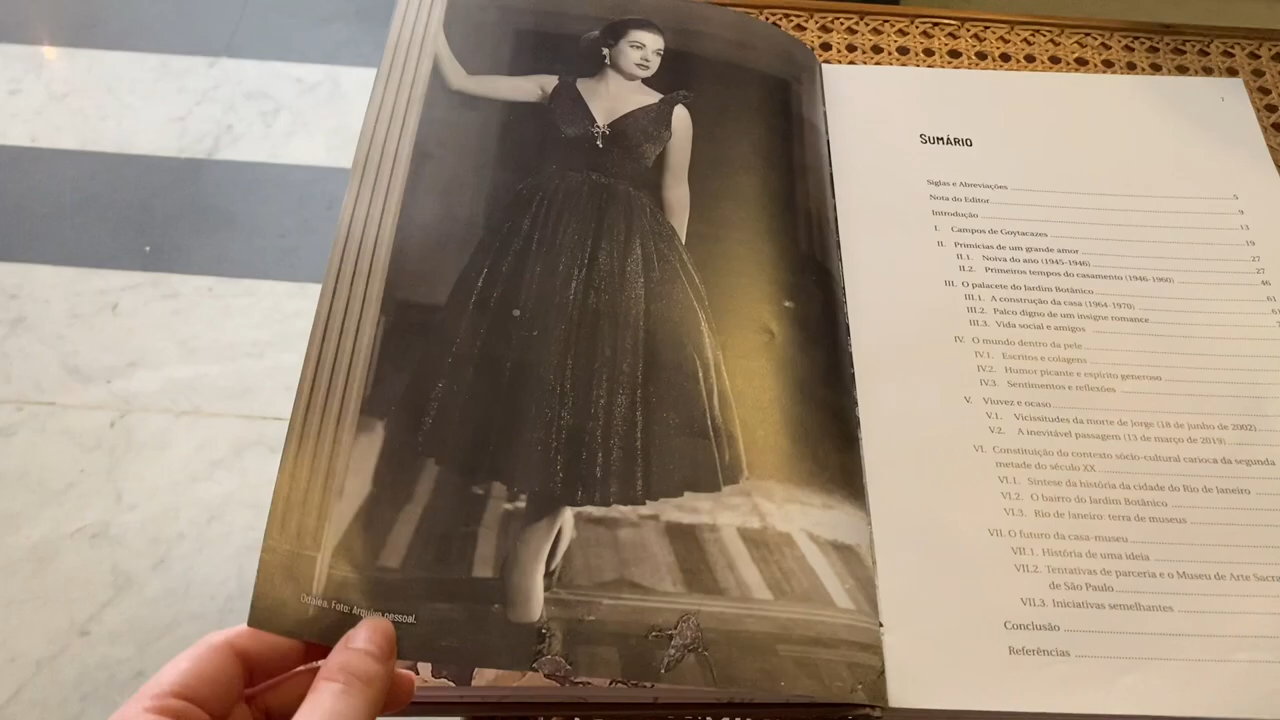 Odaléa. Foto: Arquivo pessoal.
7
SUMÁRIO
Siglas e Abreviações ........ 5
Nota do Editor ........ 9
Introdução ........ 13
I. Campos de Goytacazes ........ 19
II. Primícias de um grande amor ........ 27
II.1. Noiva do ano (1945-1946) ........ 27
II.2. Primeiros tempos do casamento (1946-1960) ........ 46
III. O palacete do Jardim Botânico ........ 61
III.1. A construção da casa (1964-1970) ........ 61
III.2. Palco digno de um insigne romance ........
III.3. Vida social e amigos ........
IV. O mundo dentro da pele ........
IV.1. Escritos e colagens ........
IV.2. Humor picante e espírito generoso ........
IV.3. Sentimentos e reflexões ........
V. Viuvez e ocaso ........
V.1. Vicissitudes da morte de Jorge (18 de junho de 2002) ........
V.2. A inevitável passagem (13 de março de 2019) ........
VI. Constituição do contexto sócio-cultural carioca da segunda
metade do século XX ........
VI.1. Síntese da história da cidade do Rio de Janeiro ........
VI.2. O bairro do Jardim Botânico ........
VI.3. Rio de Janeiro: terra de museus ........
VII. O futuro da casa-museu ........
VII.1. História de uma ideia ........
VII.2. Tentativas de parceria e o Museu de Arte Sacra
de São Paulo ........
VII.3. Iniciativas semelhantes ........
Conclusão ........
Referências ........